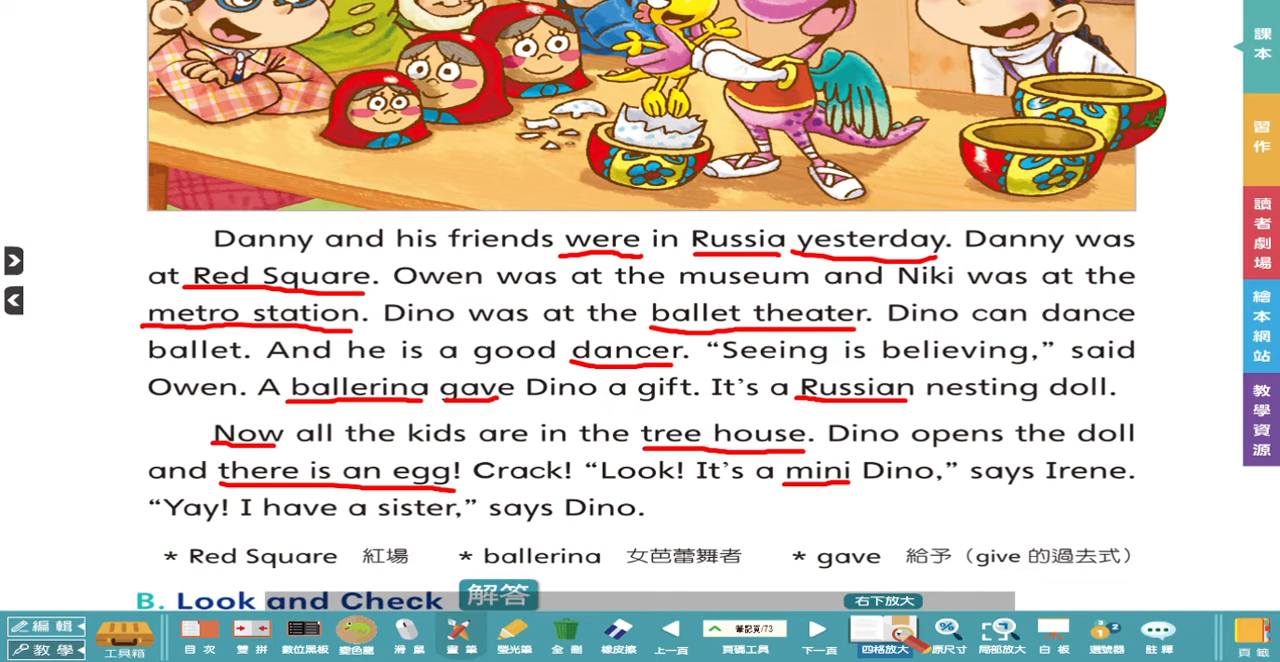 Danny and his friends were in Russia yesterday. Danny was
at Red Square. Owen was at the museum and Niki was at the
metro station. Dino was at the ballet theater. Dino can dance
ballet. And he is a good dancer. “Seeing is believing,” said
Owen. A ballerina gave Dino a gift. It’s a Russian nesting doll.
Now all the kids are in the tree house. Dino opens the doll
and there is an egg! Crack! “Look! It’s a mini Dino,” says Irene.
“Yay! I have a sister,” says Dino.
* Red Square 紅場 * ballerina 女芭蕾舞者 * gave 給予（give 的過去式）
B. Look and Check 解答
右下放大
課本
習作
讀者劇場
繪本網站
教學資源
編輯
教學
工具箱
目次 雙拼 數位黑板 變色龍 滑鼠 畫筆 螢光筆 全刪 橡皮擦 上一頁 筆記頁/73 頁碼工具 下一頁 四格放大 原尺寸 局部放大 白板 選號器 註釋 頁籤